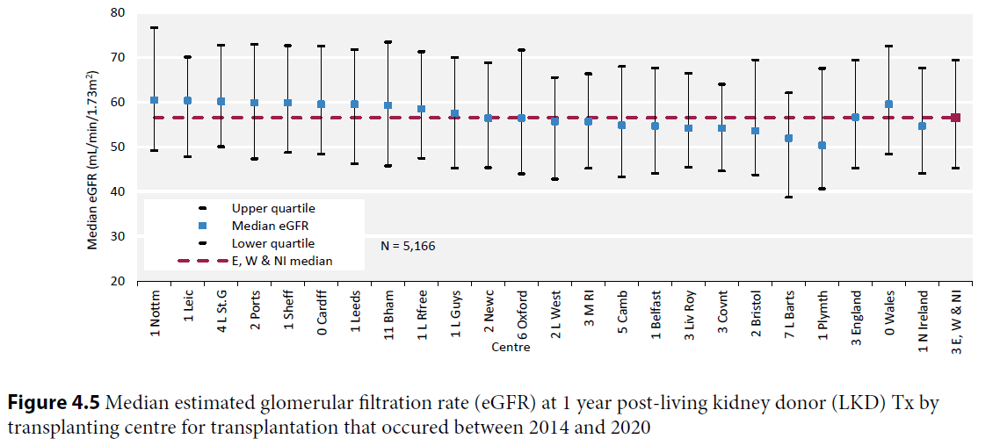 80
70
60
50
40
30
20
Median eGFR (mL/min/1.73m²)
Upper quartile
Median eGFR
Lower quartile
E, W & NI median
N = 5,166
1 Nottm
1 Leic
4 L St.G
2 Ports
1 Sheff
0 Cardff
1 Leeds
11 Bham
1 L Rfree
1 L Guys
2 Newc
6 Oxford
2 L West
3 M RI
5 Camb
1 Belfast
3 Liv Roy
3 Covnt
2 Bristol
7 L Barts
1 Plymth
3 England
0 Wales
1 N Ireland
3 E, W & NI
Centre
Figure 4.5 Median estimated glomerular filtration rate (eGFR) at 1 year post-living kidney donor (LKD) Tx by
transplanting centre for transplantation that occured between 2014 and 2020